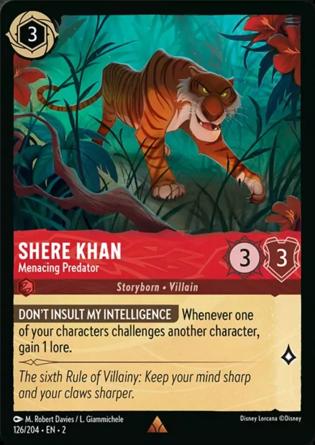 3
SHERE KHAN
Menacing Predator
3
3
Storyborn • Villain
DON'T INSULT MY INTELLIGENCE Whenever one
of your characters challenges another character,
gain 1 lore.
The sixth Rule of Villainy: Keep your mind sharp
and your claws sharper.
M. Robert Davies / L. Giammichele
126/204 • EN • 2
Disney Lorcana ©Disney